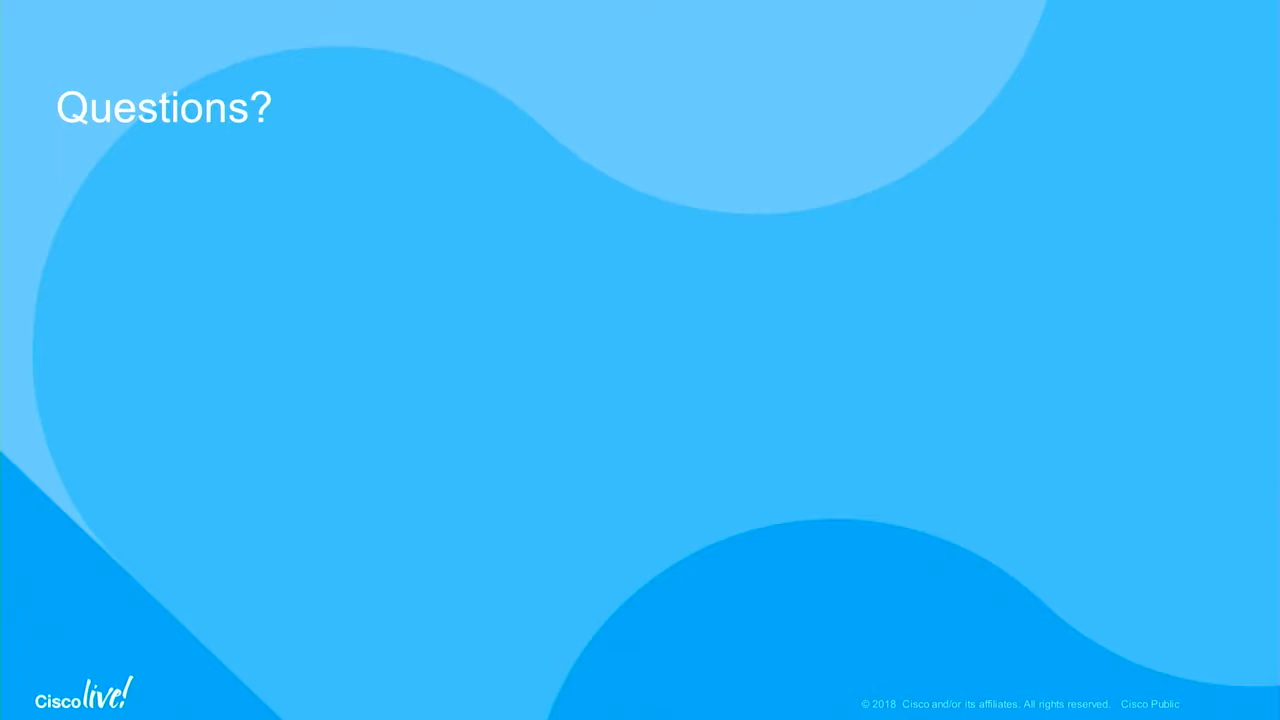 Questions?
Cisco live!
© 2018 Cisco and/or its affiliates. All rights reserved. Cisco Public